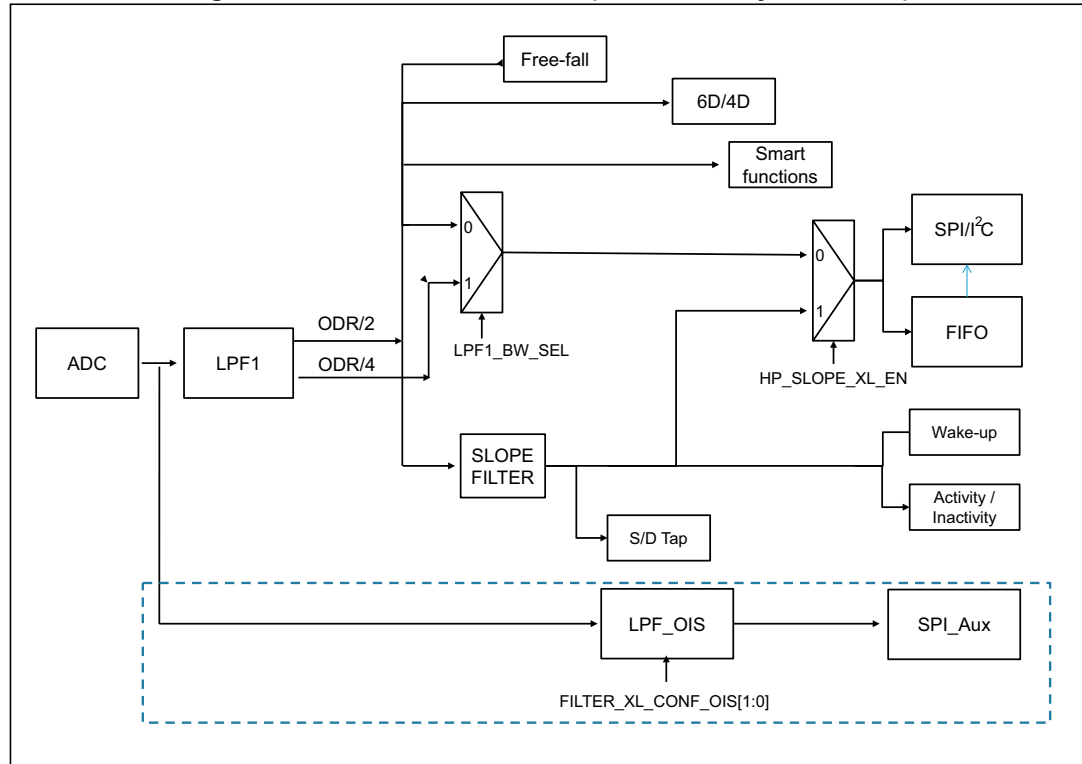 Free-fall
6D/4D
Smart
functions
0
1
LPF1_BW_SEL
0
1
HP_SLOPE_XL_EN
SPI/I²C
FIFO
ADC
LPF1
ODR/2
ODR/4
SLOPE
FILTER
Wake-up
Activity /
Inactivity
S/D Tap
LPF_OIS
SPI_Aux
FILTER_XL_CONF_OIS[1:0]